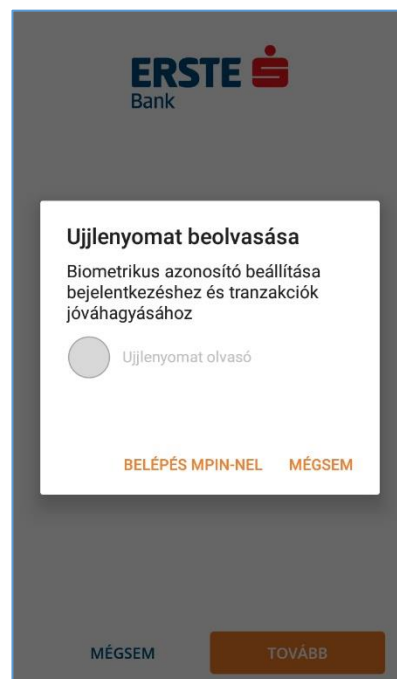 ERSTE
Bank
Ujjlenyomat beolvasása
Biometrikus azonosító beállítása
bejelentkezéshez és tranzakciók
jóváhagyásához
Ujjlenyomat olvasó
BELÉPÉS MPIN-NEL MÉGSEM
MÉGSEM TOVÁBB